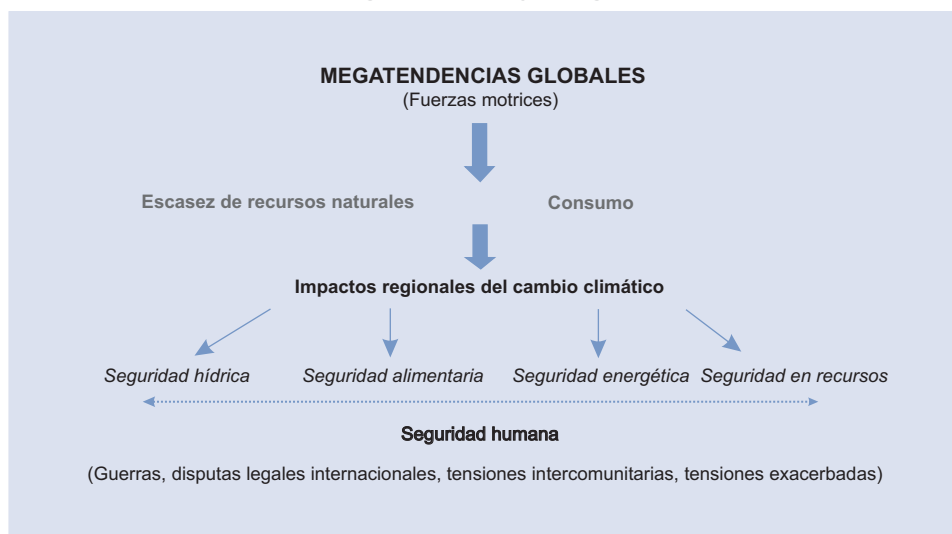 MEGATENDENCIAS GLOBALES
(Fuerzas motrices)
Escasez de recursos naturales Consumo
Impactos regionales del cambio climático
Seguridad hídrica Seguridad alimentaria Seguridad energética Seguridad en recursos
Seguridad humana
(Guerras, disputas legales internacionales, tensiones intercomunitarias, tensiones exacerbadas)